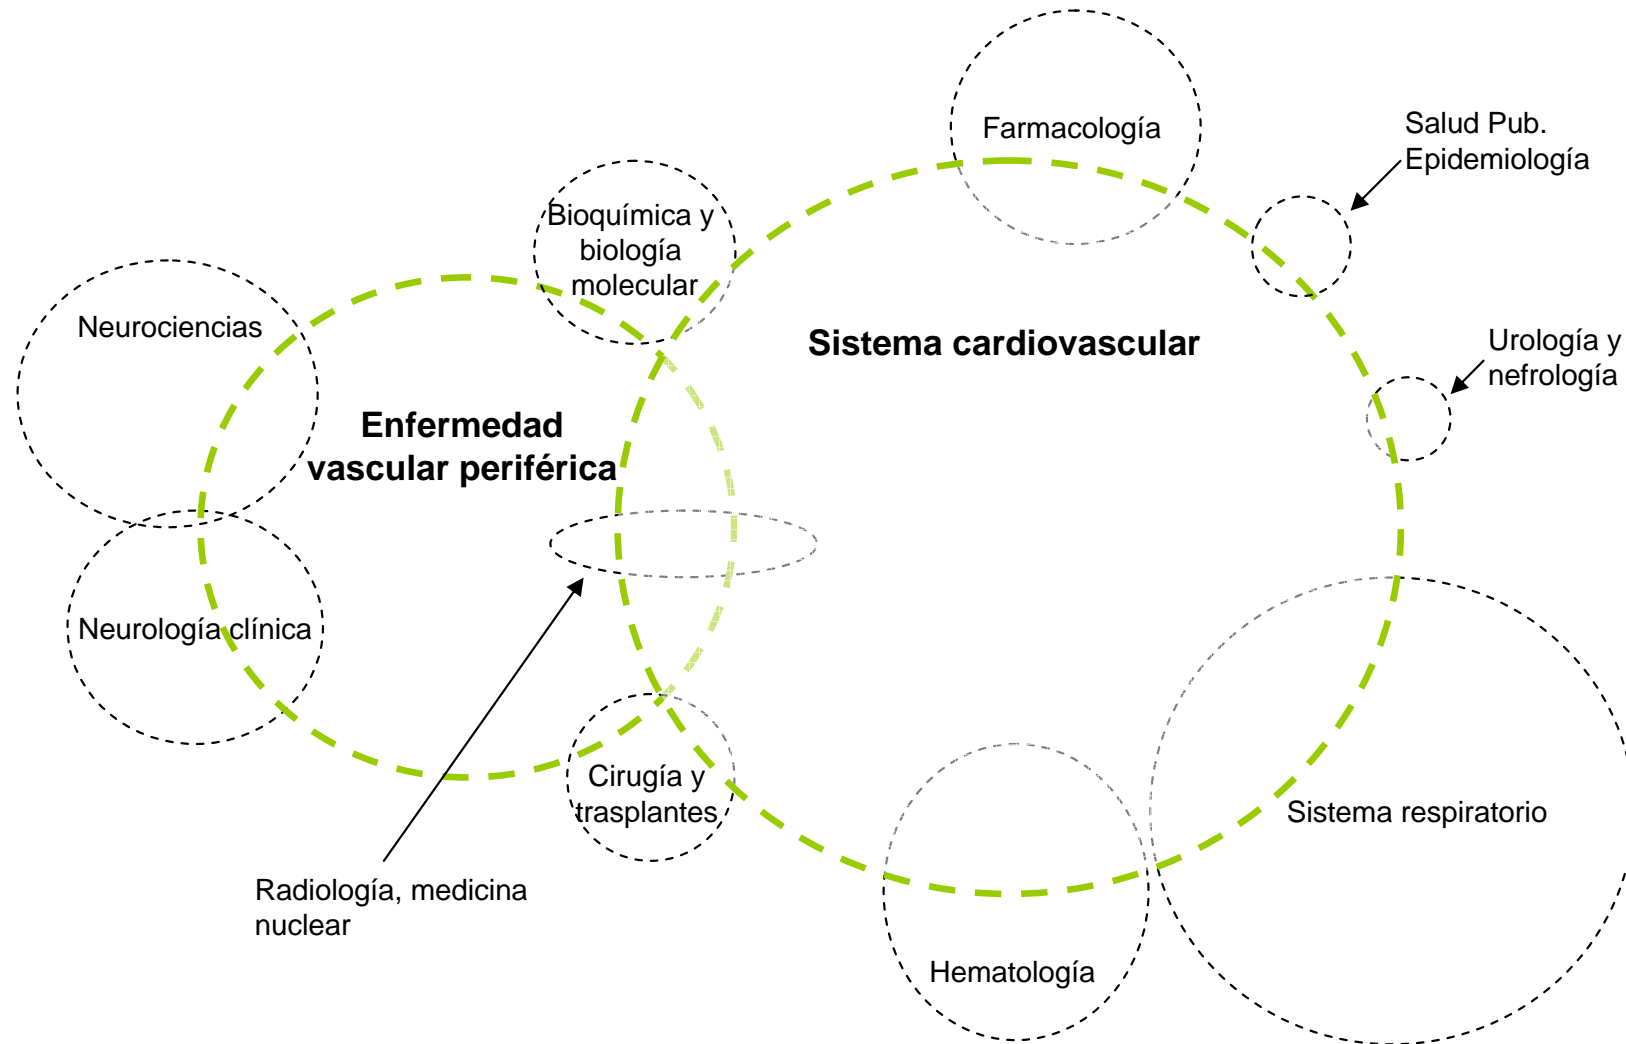 Farmacología
Salud Pub.
Epidemiología
Bioquímica y
biología
molecular
Neurociencias
Sistema cardiovascular
Urología y
nefrología
Enfermedad
vascular periférica
Neurología clínica
Cirugía y
trasplantes
Sistema respiratorio
Radiología, medicina
nuclear
Hematología